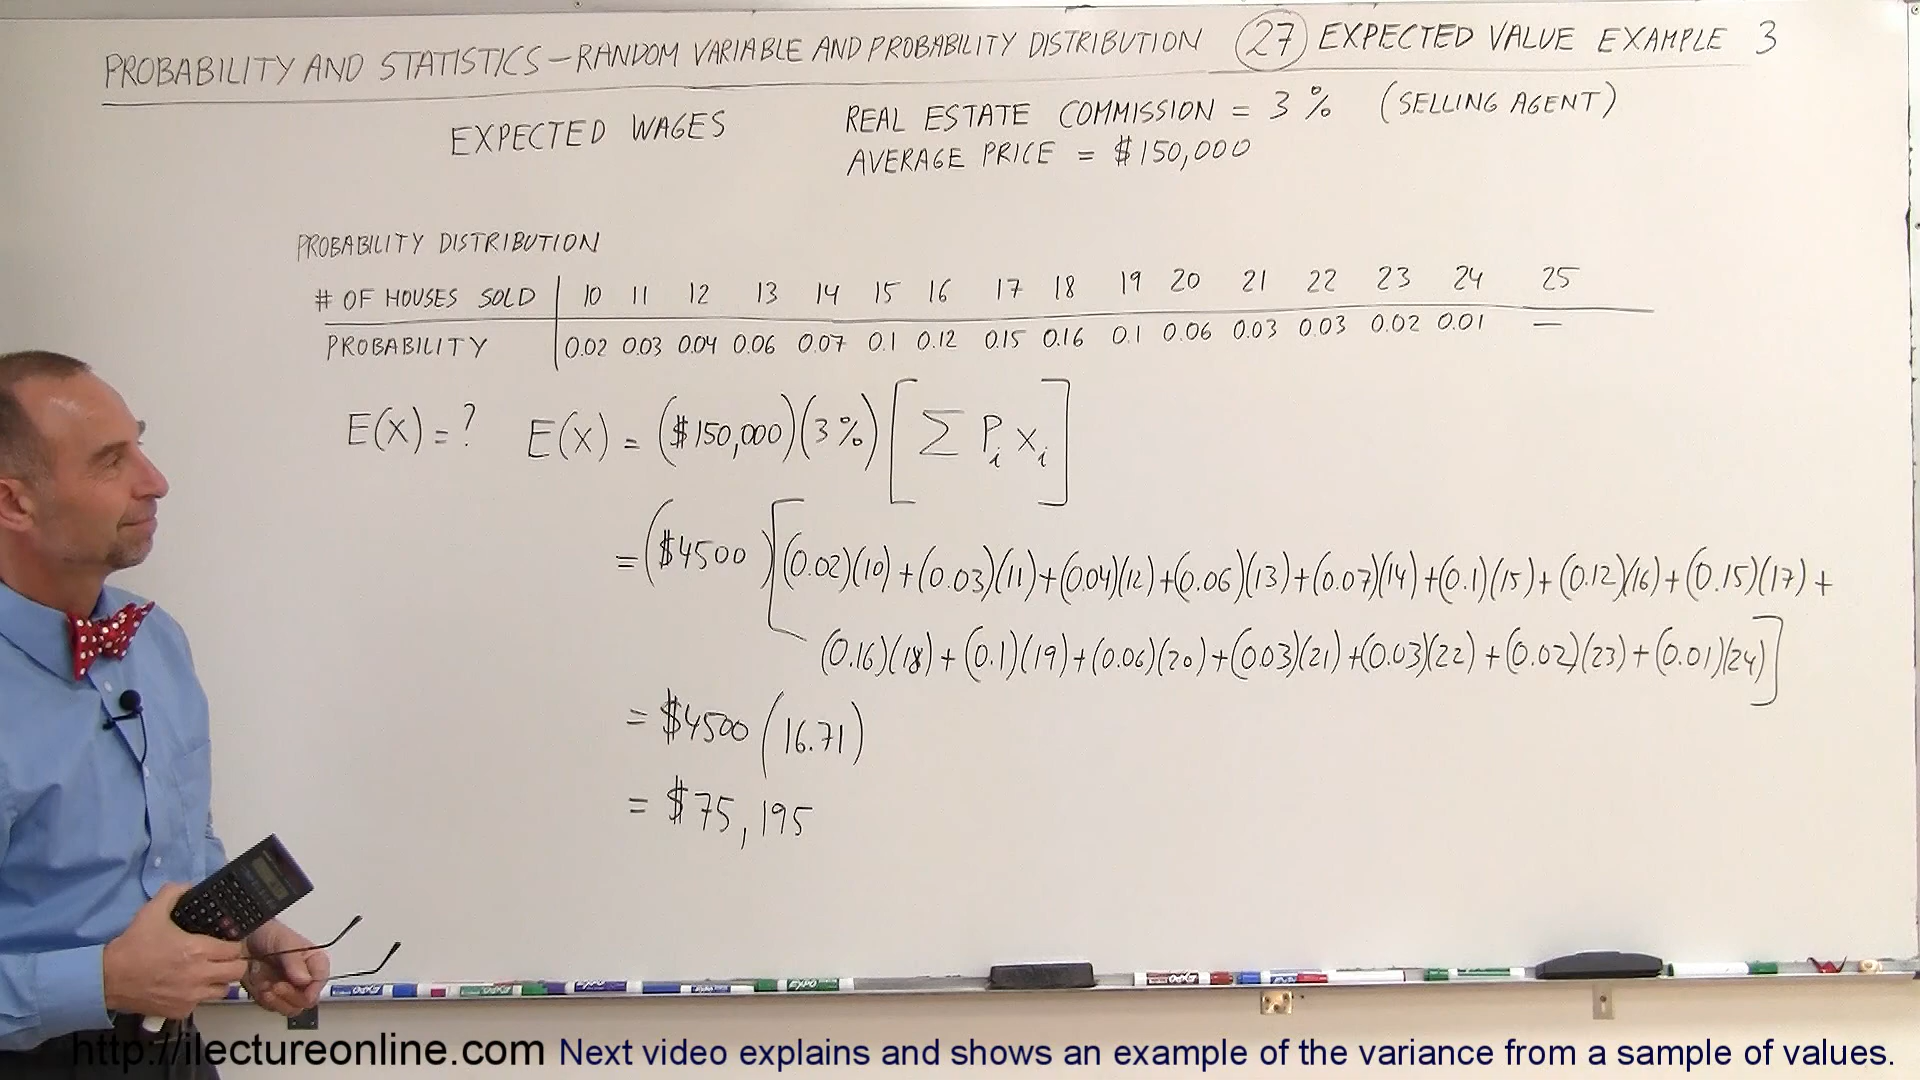 PROBABILITY AND STATISTICS – RANDOM VARIABLE AND PROBABILITY DISTRIBUTION 27 EXPECTED VALUE EXAMPLE 3
EXPECTED WAGES
REAL ESTATE COMMISSION = 3 % (SELLING AGENT)
AVERAGE PRICE = $150,000
PROBABILITY DISTRIBUTION
# OF HOUSES SOLD | 10 11 12 13 14 15 16 17 18 19 20 21 22 23 24 25
PROBABILITY | 0.02 0.03 0.04 0.06 0.07 0.1 0.12 0.15 0.16 0.1 0.06 0.03 0.03 0.02 0.01 —
E(X) = ? E(X) = ($150,000)(3%)[∑ Pᵢ xᵢ]
= ($4500)[(0.02)(10)+(0.03)(11)+(0.04)(12)+(0.06)(13)+(0.07)(14)+(0.1)(15)+(0.12)(16)+(0.15)(17)+
(0.16)(18)+(0.1)(19)+(0.06)(20)+(0.03)(21)+(0.03)(22)+(0.02)(23)+(0.01)(24)]
= $4500 (16.71)
= $75,195
EXPO
http://ilectureonline.com Next video explains and shows an example of the variance from a sample of values.